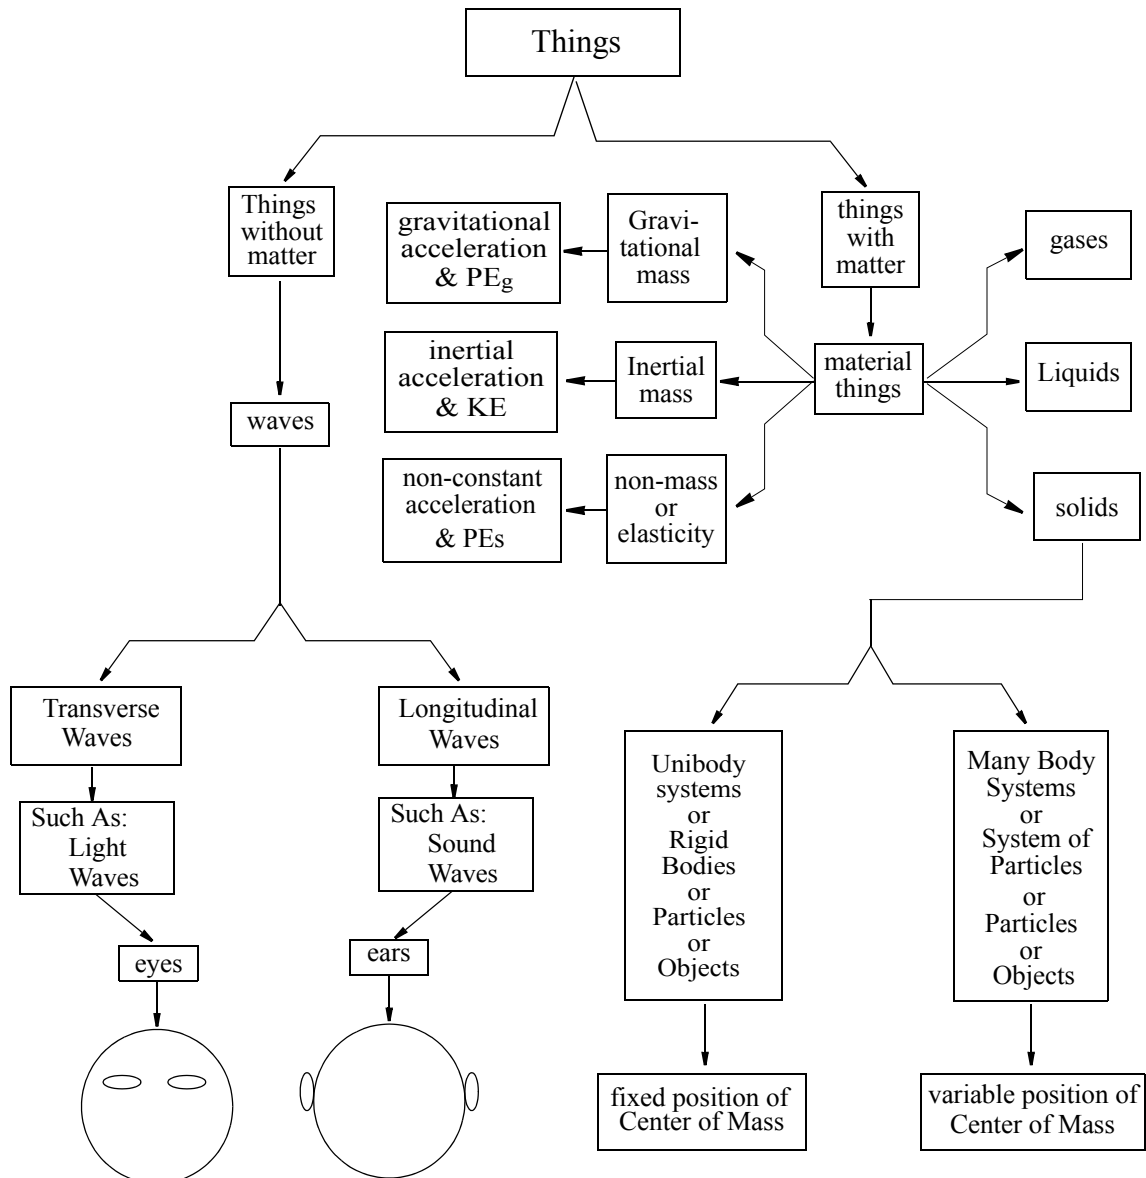 Things
Things
without
matter
gravitational
acceleration
& PEg
Gravi-
tational
mass
things
with
matter
gases
inertial
acceleration
& KE
Inertial
mass
material
things
Liquids
waves
non-constant
acceleration
& PEs
non-mass
or
elasticity
solids
Transverse
Waves
Longitudinal
Waves
Unibody
systems
or
Rigid
Bodies
or
Particles
or
Objects
Many Body
Systems
or
System of
Particles
or
Particles
or
Objects
Such As:
Light
Waves
Such As:
Sound
Waves
eyes
ears
fixed position of
Center of Mass
variable position of
Center of Mass